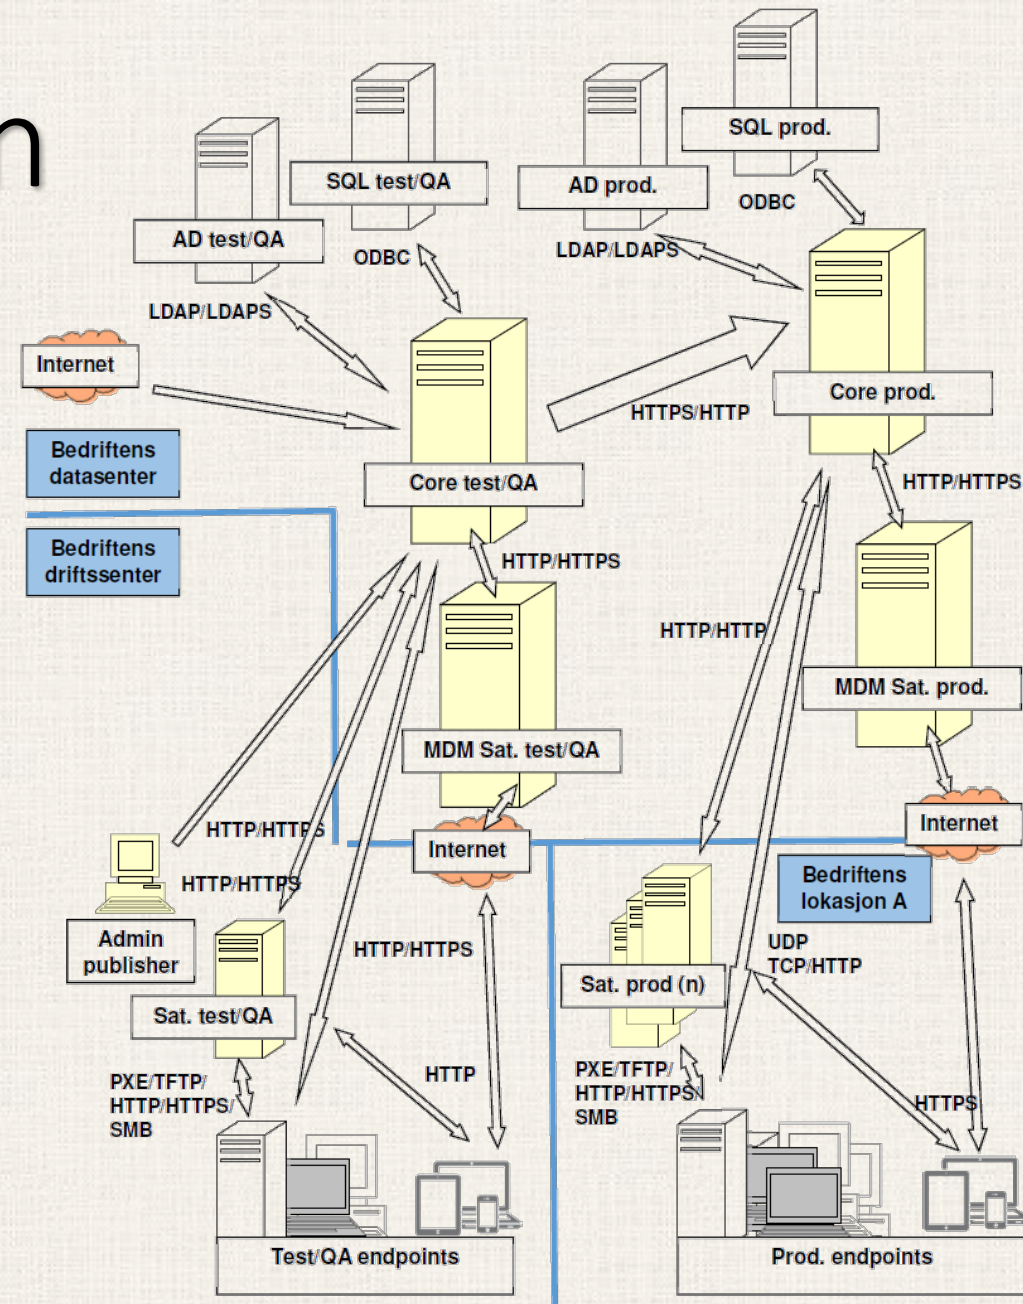 n
SQL prod.
SQL test/QA
AD prod.
ODBC
AD test/QA
ODBC
LDAP/LDAPS
LDAP/LDAPS
Internet
Core prod.
HTTPS/HTTP
Bedriftens
datasenter
Core test/QA
HTTP/HTTPS
Bedriftens
driftssenter
HTTP/HTTPS
HTTP/HTTP
MDM Sat. prod.
MDM Sat. test/QA
HTTP/HTTPS
Internet
Internet
HTTP/HTTPS
Bedriftens
lokasjon A
Admin
publisher
HTTP/HTTPS
UDP
TCP/HTTP
Sat. prod (n)
Sat. test/QA
PXE/TFTP/
HTTP/HTTPS/
SMB
HTTP
PXE/TFTP/
HTTP/HTTPS/
SMB
HTTPS
Test/QA endpoints
Prod. endpoints